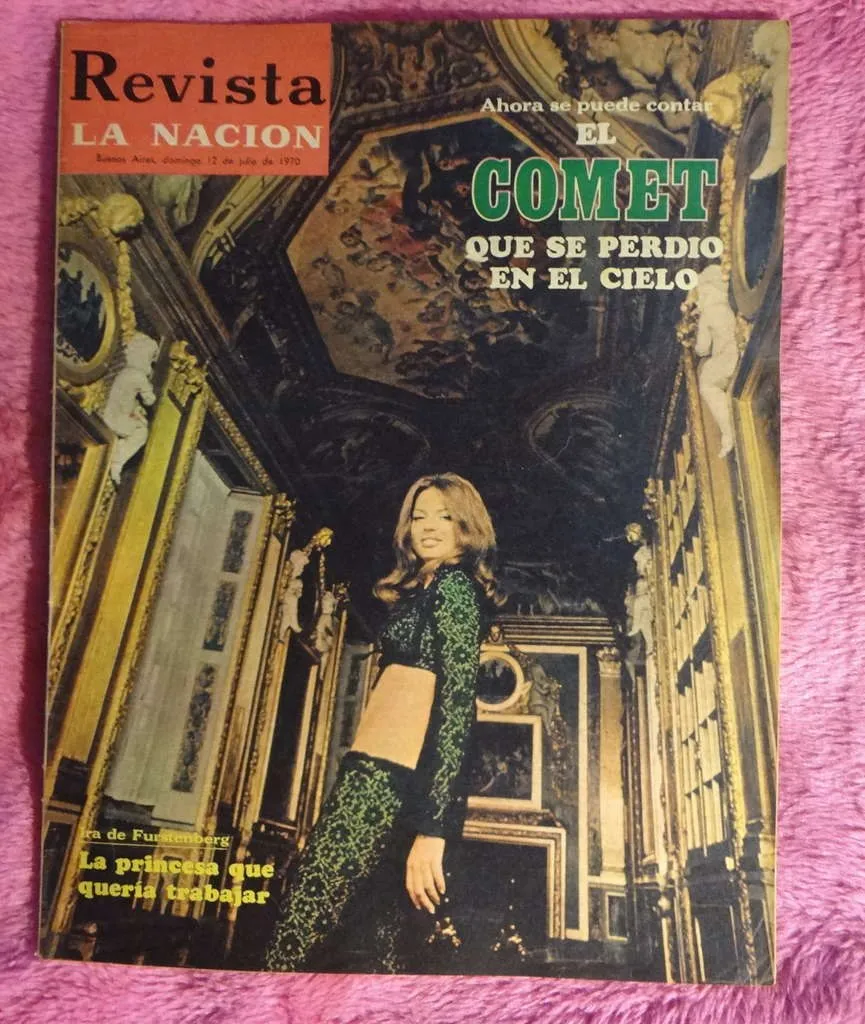 Revista
LA NACION
Buenos Aires, domingo 12 de julio de 1970
Ahora se puede contar
EL
COMET
QUE SE PERDIO
EN EL CIELO
Ira de Furstenberg
La princesa que
quería trabajar